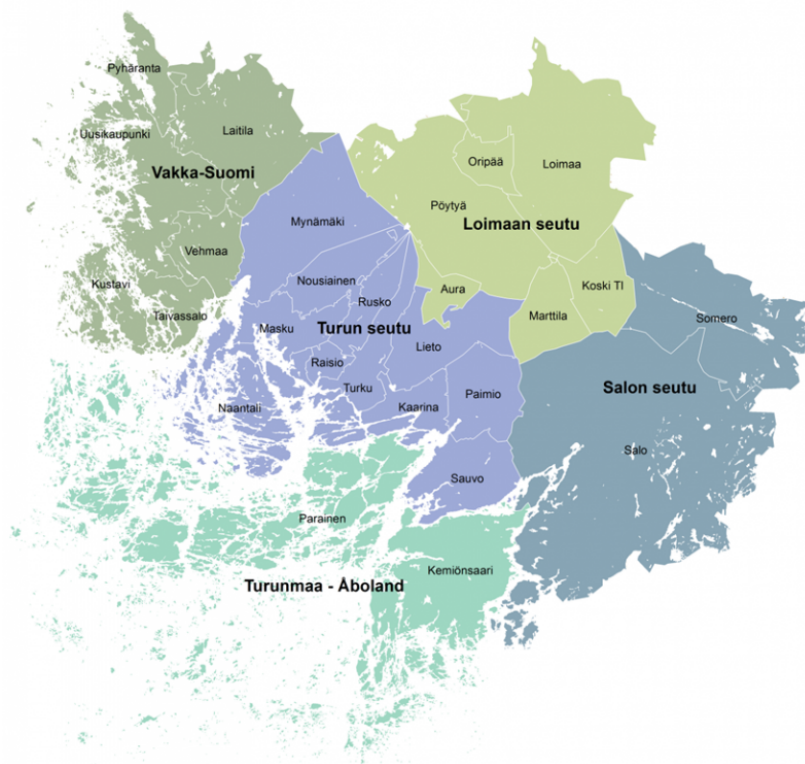 Pyhäranta
Uusikaupunki
Laitila
Vakka-Suomi
Vehmaa
Kustavi
Taivassalo
Oripää
Loimaa
Pöytyä
Loimaan seutu
Aura
Koski Tl
Marttila
Mynämäki
Nousiainen
Rusko
Masku
Turun seutu
Lieto
Raisio
Turku
Naantali
Kaarina
Paimio
Sauvo
Somero
Salon seutu
Salo
Parainen
Kemiönsaari
Turunmaa - Åboland